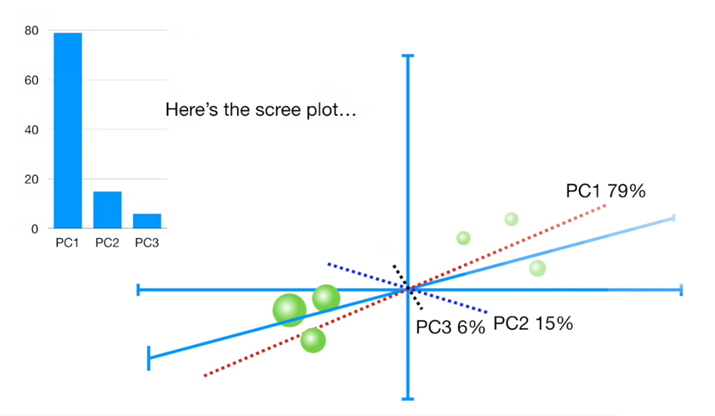 80
60
40
20
0
PC1 PC2 PC3
Here's the scree plot…
PC1 79%
PC3 6%
PC2 15%